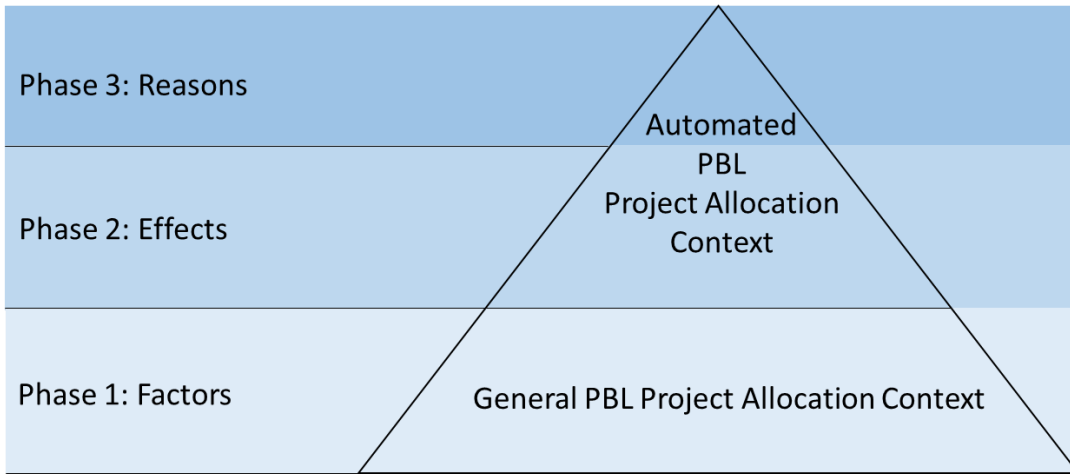 Phase 3: Reasons
Automated
PBL
Project Allocation
Context
Phase 2: Effects
Phase 1: Factors
General PBL Project Allocation Context